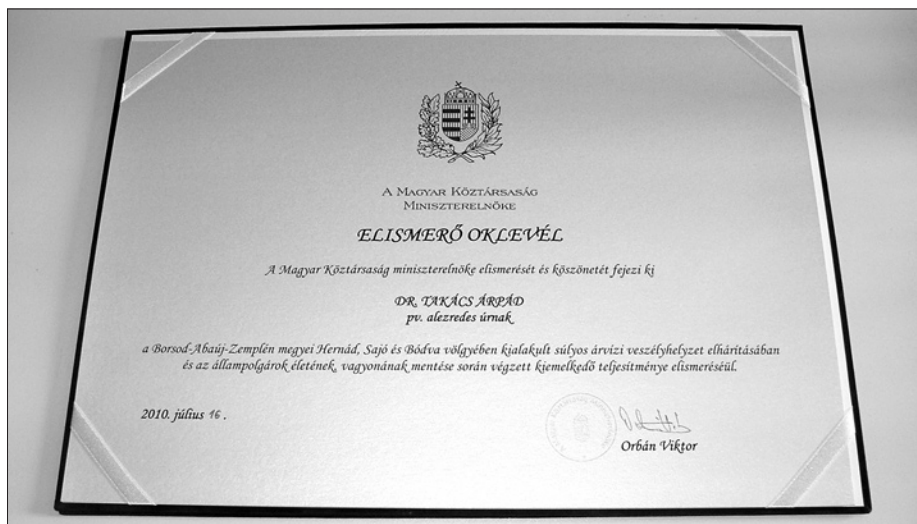 A MAGYAR KÖZTÁRSASÁG
MINISZTERELNÖKE
ELISMERŐ OKLEVÉL
A Magyar Köztársaság miniszterelnöke elismerését és köszönetét fejezi ki
DR. TAKÁCS ÁRPÁD
pv. alezredes úrnak
a Borsod-Abaúj-Zemplén megyei Hernád, Sajó és Bódva völgyében kialakult súlyos árvízi veszélyhelyzet elhárításában
és az állampolgárok életének, vagyonának mentése során végzett kiemelkedő teljesítménye elismeréséül.
2010. július 16.
Orbán Viktor